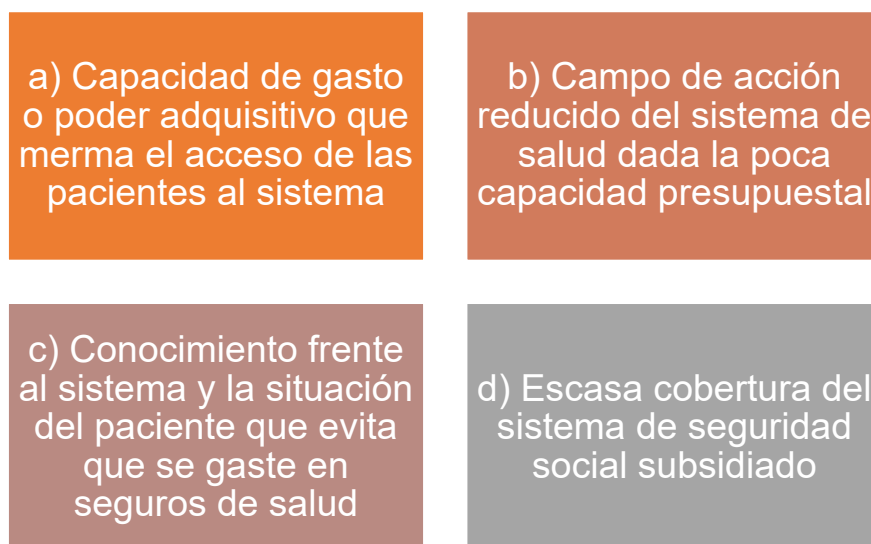 a) Capacidad de gasto
o poder adquisitivo que
merma el acceso de las
pacientes al sistema
b) Campo de acción
reducido del sistema de
salud dada la poca
capacidad presupuestal
c) Conocimiento frente
al sistema y la situación
del paciente que evita
que se gaste en
seguros de salud
d) Escasa cobertura del
sistema de seguridad
social subsidiado